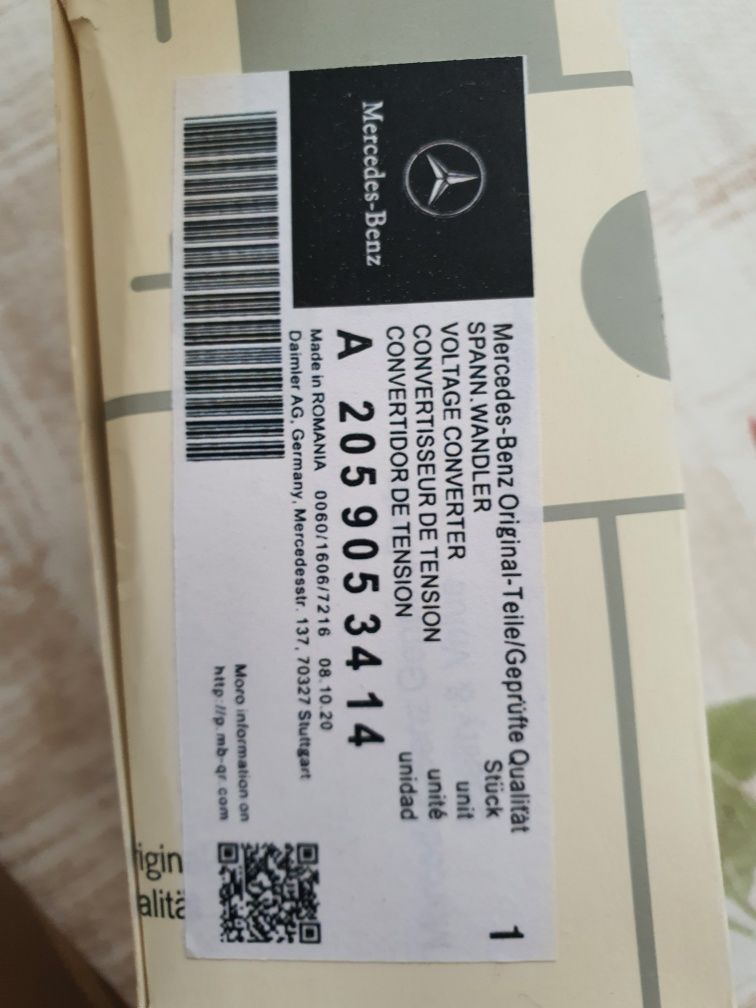 Mercedes-Benz
Mercedes-Benz Original-Teile/Geprüfte Qualität
SPANN.WANDLER Stück 1
VOLTAGE CONVERTER unit
CONVERTISSEUR DE TENSION unité
CONVERTIDOR DE TENSION unidad
A 205 905 34 14
Made in ROMANIA 0060/1606/7216 08.10.20
Daimler AG, Germany, Mercedesstr. 137, 70327 Stuttgart
More information on
http://p.mb-qr.com
igin
alitä